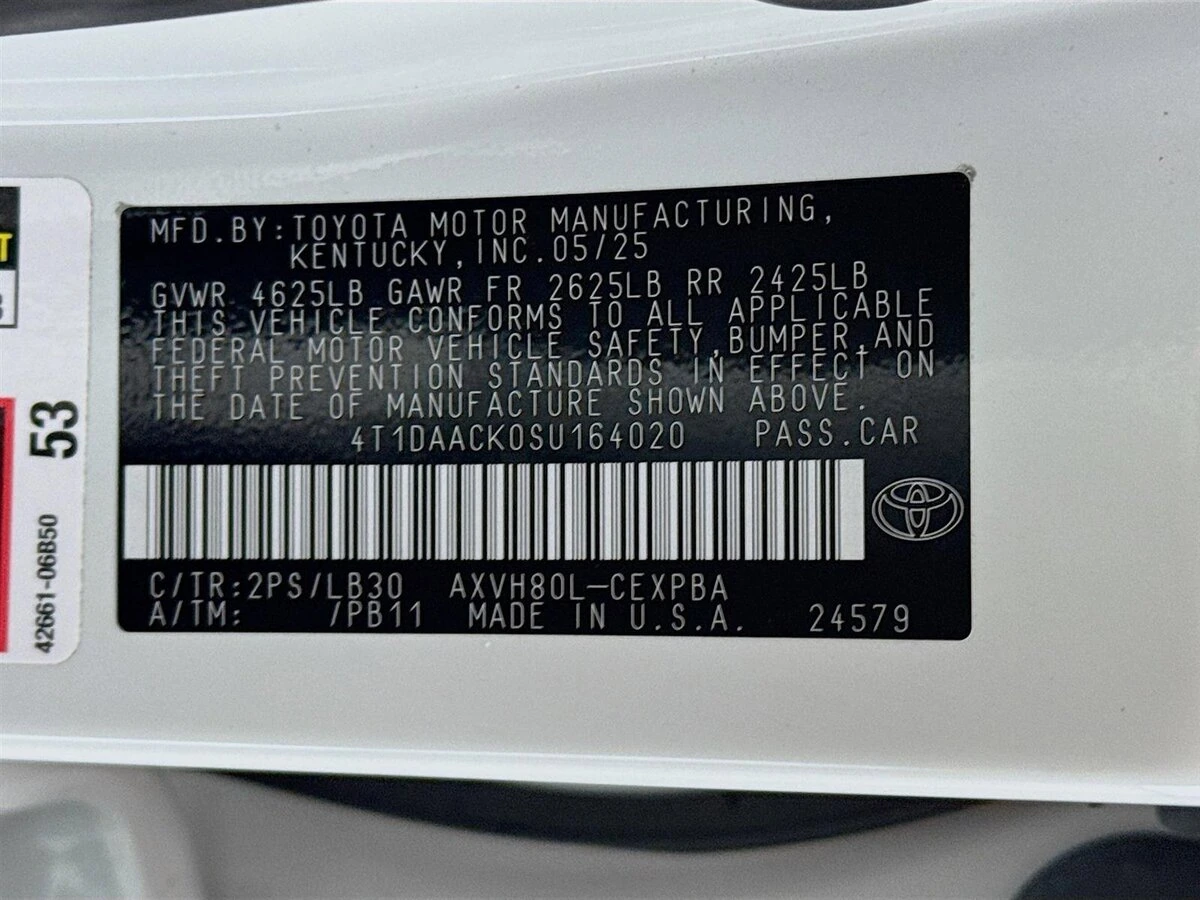 MFD.BY:TOYOTA MOTOR MANUFACTURING,
KENTUCKY,INC.05/25
GVWR 4625LB GAWR FR 2625LB RR 2425LB
THIS VEHICLE CONFORMS TO ALL APPLICABLE
FEDERAL MOTOR VEHICLE SAFETY,BUMPER,AND
THEFT PREVENTION STANDARDS IN EFFECT ON
THE DATE OF MANUFACTURE SHOWN ABOVE.
4T1DAACK0SU164020 PASS.CAR
C/TR:2PS/LB30 AXVH80L-CEXPBA
A/TM: /PB11 MADE IN U.S.A. 24579
53
42661-06B50